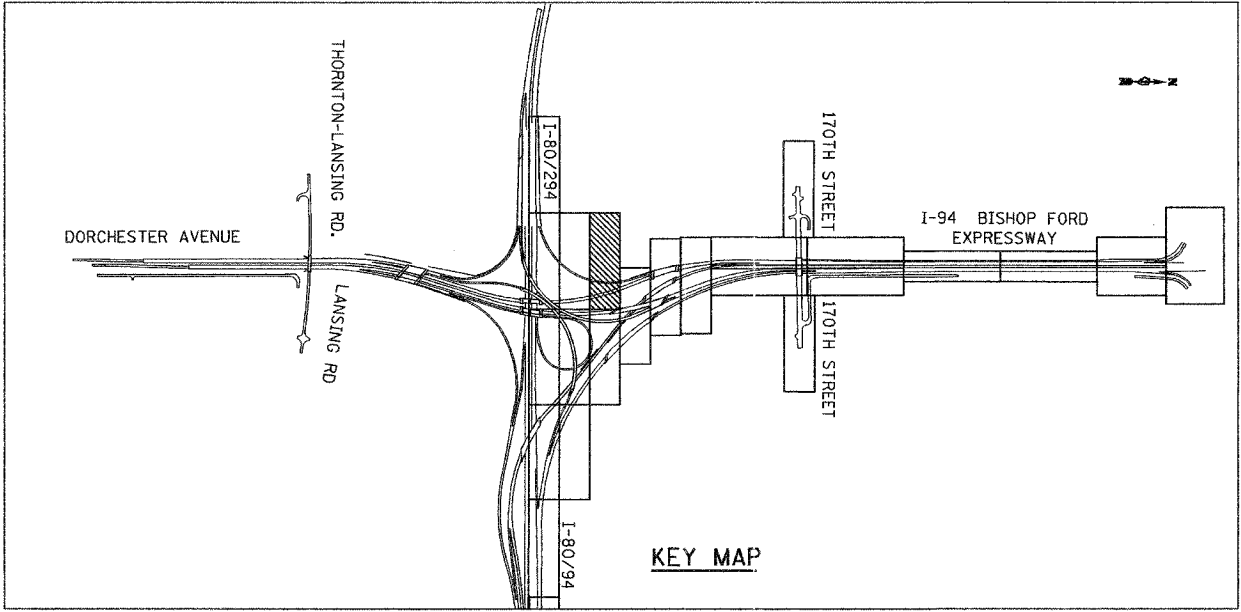 THORNTON-LANSING RD.
DORCHESTER AVENUE
LANSING RD
I-80/294
170TH STREET
170TH STREET
I-94 BISHOP FORD
EXPRESSWAY
N
I-80/94
KEY MAP